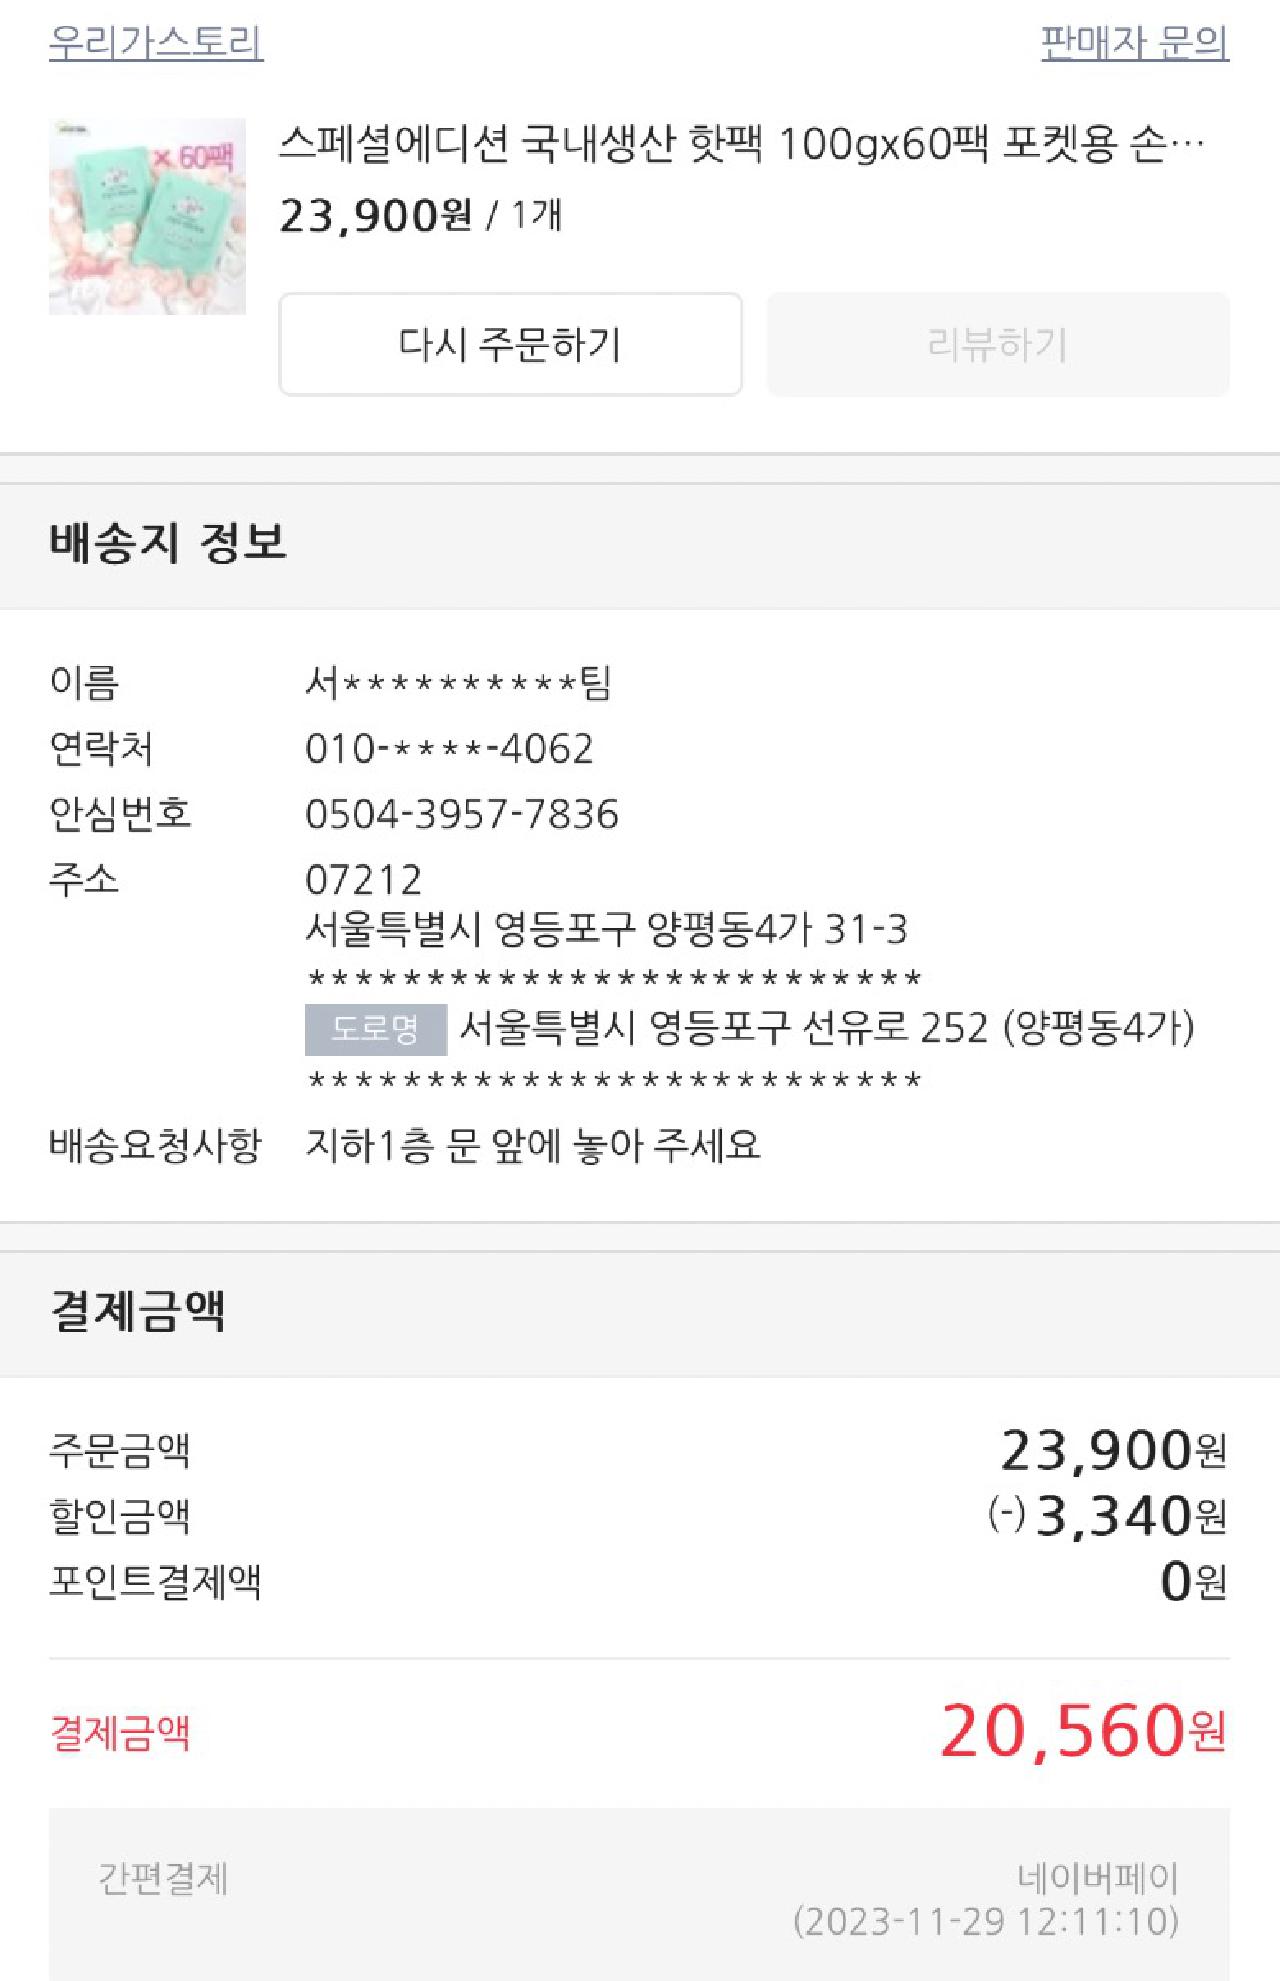 우리가스토리
판매자 문의
× 60팩
스페셜에디션 국내생산 핫팩 100gx60팩 포켓용 손…
23,900원 / 1개
다시 주문하기
리뷰하기
배송지 정보
이름 서**********팀
연락처 010-****-4062
안심번호 0504-3957-7836
주소 07212
서울특별시 영등포구 양평동4가 31-3
**************************
도로명 서울특별시 영등포구 선유로 252 (양평동4가)
**************************
배송요청사항 지하1층 문 앞에 놓아 주세요
결제금액
주문금액 23,900원
할인금액 (-) 3,340원
포인트결제액 0원
결제금액 20,560원
간편결제 네이버페이
(2023-11-29 12:11:10)